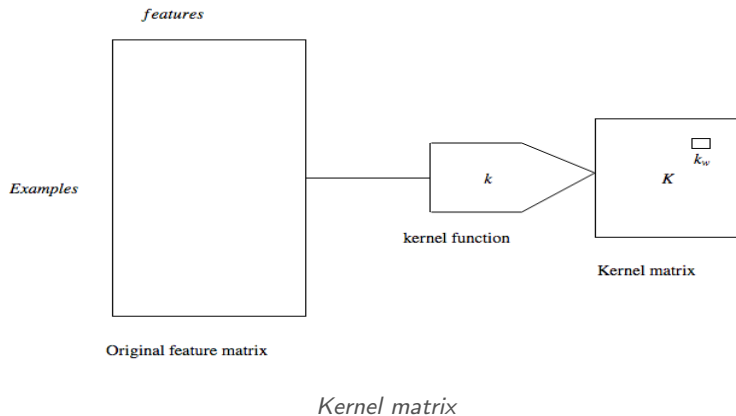 features
Examples
k
k_w
K
kernel function
Kernel matrix
Original feature matrix
Kernel matrix